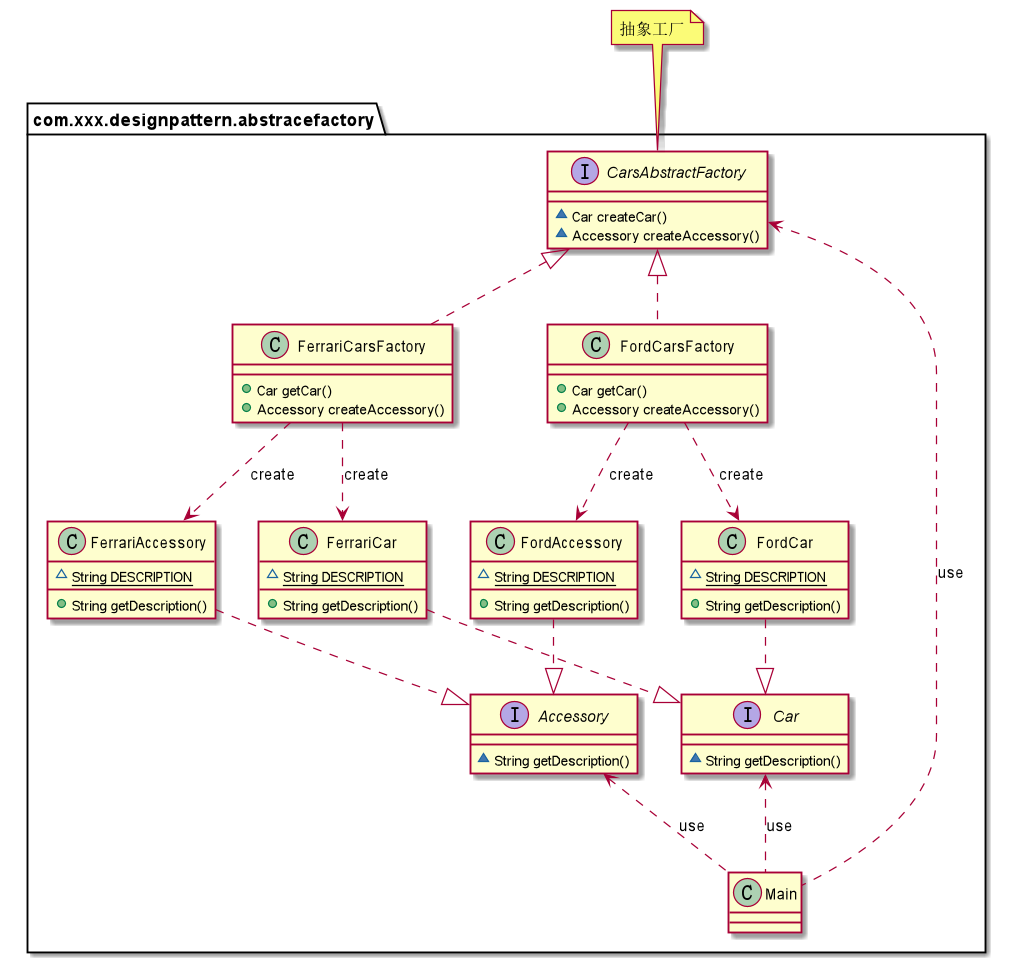 抽象工厂
com.xxx.designpattern.abstracefactory
I CarsAbstractFactory
Car createCar()
Accessory createAccessory()
C FerrariCarsFactory
Car getCar()
Accessory createAccessory()
C FordCarsFactory
Car getCar()
Accessory createAccessory()
create
create
create
create
C FerrariAccessory
String DESCRIPTION
String getDescription()
C FerrariCar
String DESCRIPTION
String getDescription()
C FordAccessory
String DESCRIPTION
String getDescription()
C FordCar
String DESCRIPTION
String getDescription()
use
I Accessory
String getDescription()
I Car
String getDescription()
use
use
C Main